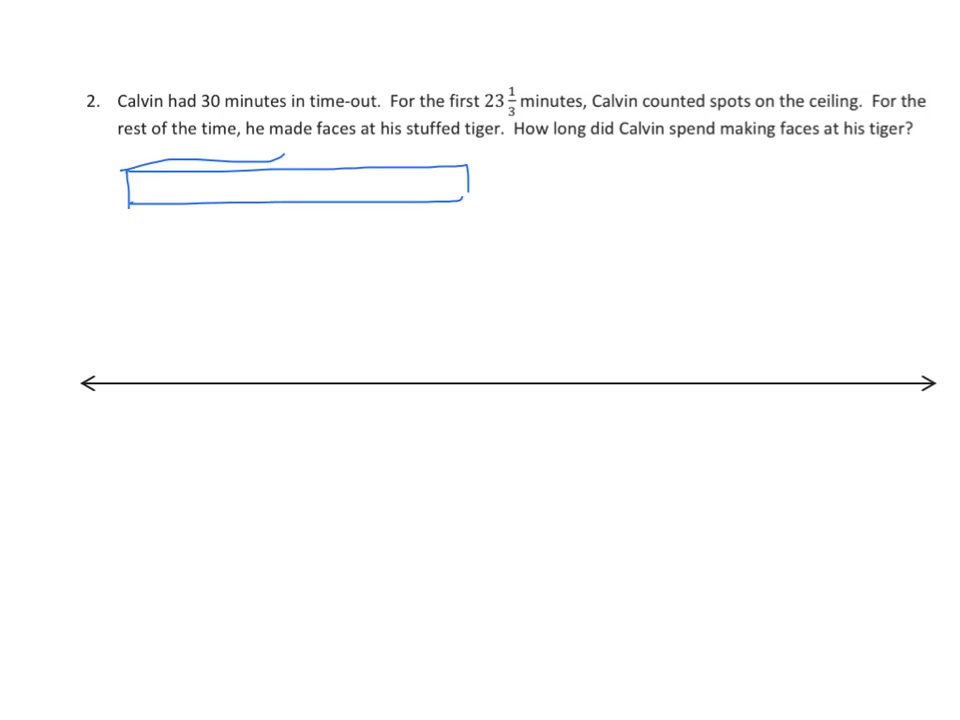 2. Calvin had 30 minutes in time-out. For the first 23 1/3 minutes, Calvin counted spots on the ceiling. For the
rest of the time, he made faces at his stuffed tiger. How long did Calvin spend making faces at his tiger?